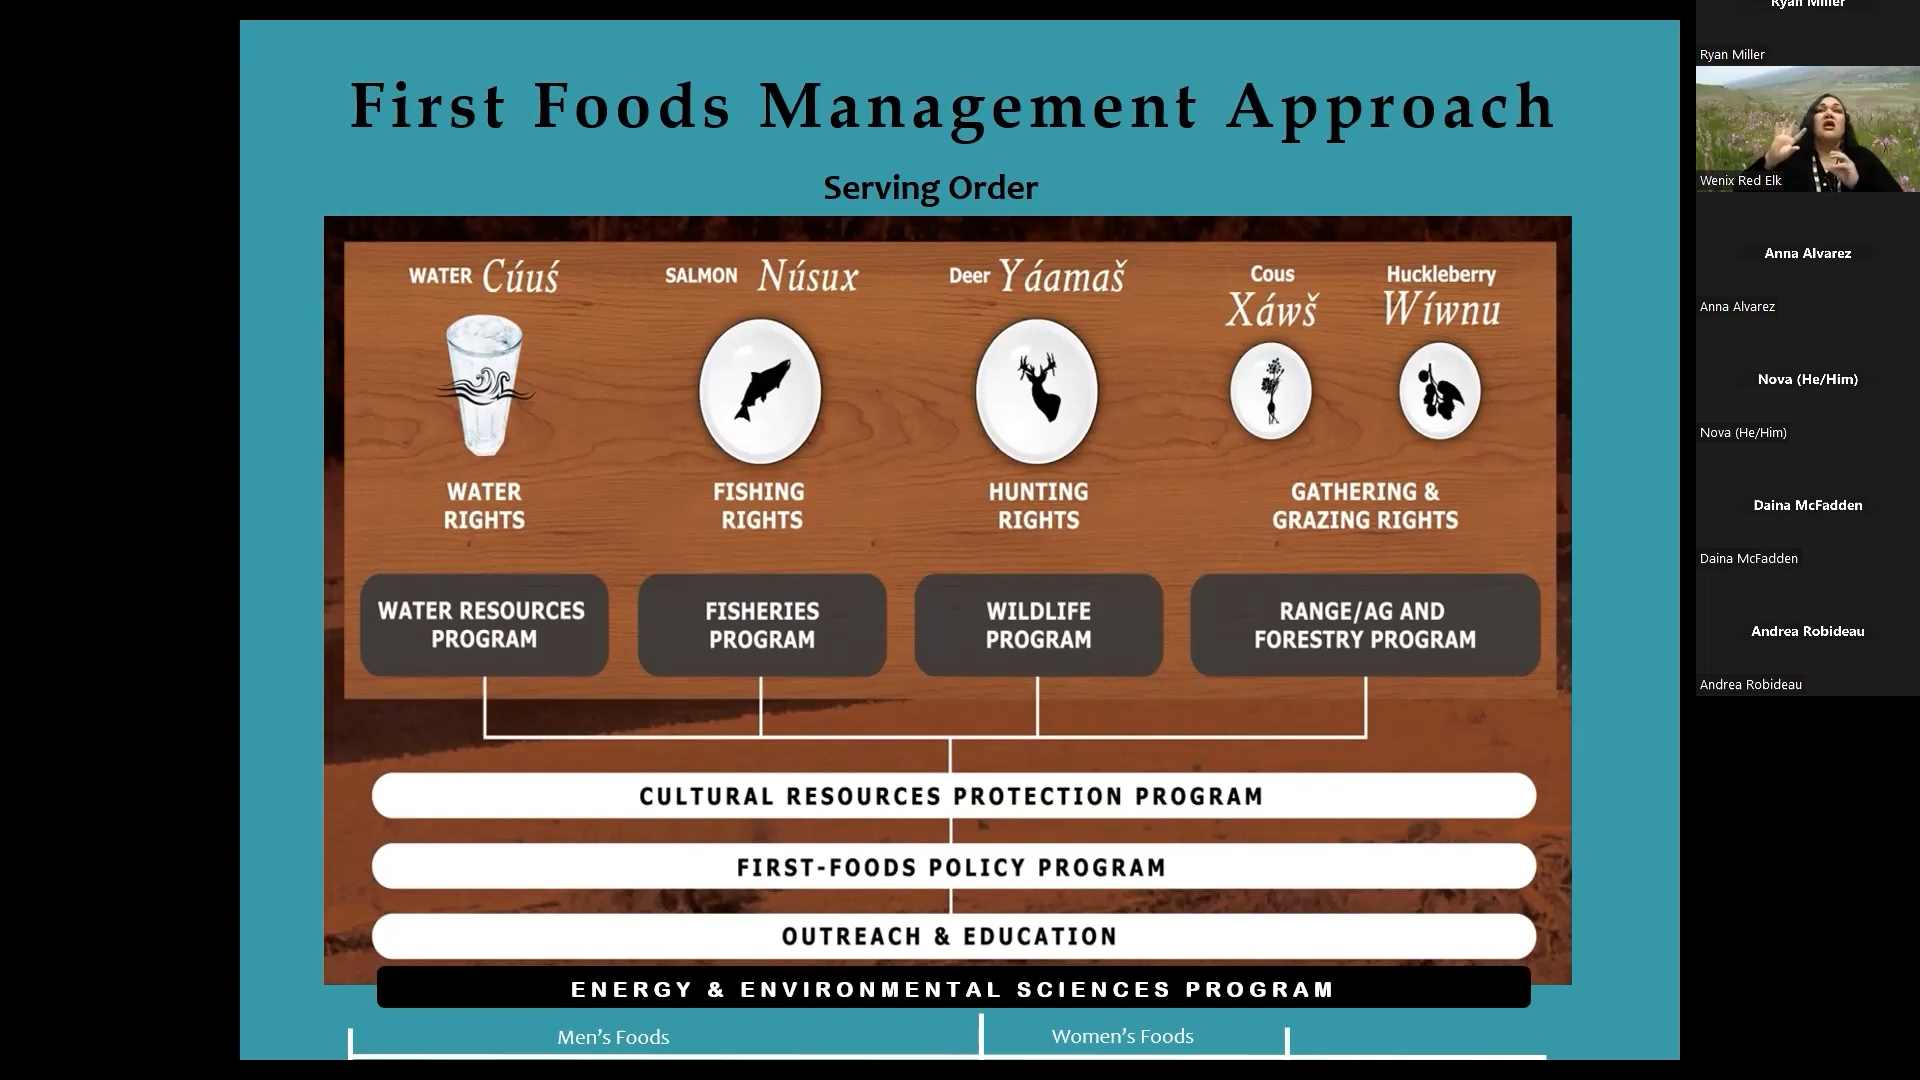 First Foods Management Approach
Serving Order
WATER Cúuś
SALMON Núsux
Deer Yáamaš
Cous
Xáwš
Huckleberry
Wíwnu
WATER
RIGHTS
FISHING
RIGHTS
HUNTING
RIGHTS
GATHERING &
GRAZING RIGHTS
WATER RESOURCES
PROGRAM
FISHERIES
PROGRAM
WILDLIFE
PROGRAM
RANGE/AG AND
FORESTRY PROGRAM
CULTURAL RESOURCES PROTECTION PROGRAM
FIRST-FOODS POLICY PROGRAM
OUTREACH & EDUCATION
ENERGY & ENVIRONMENTAL SCIENCES PROGRAM
Men's Foods
Women's Foods
Ryan Miller
Ryan Miller
Wenix Red Elk
Anna Alvarez
Anna Alvarez
Nova (He/Him)
Nova (He/Him)
Daina McFadden
Daina McFadden
Andrea Robideau
Andrea Robideau